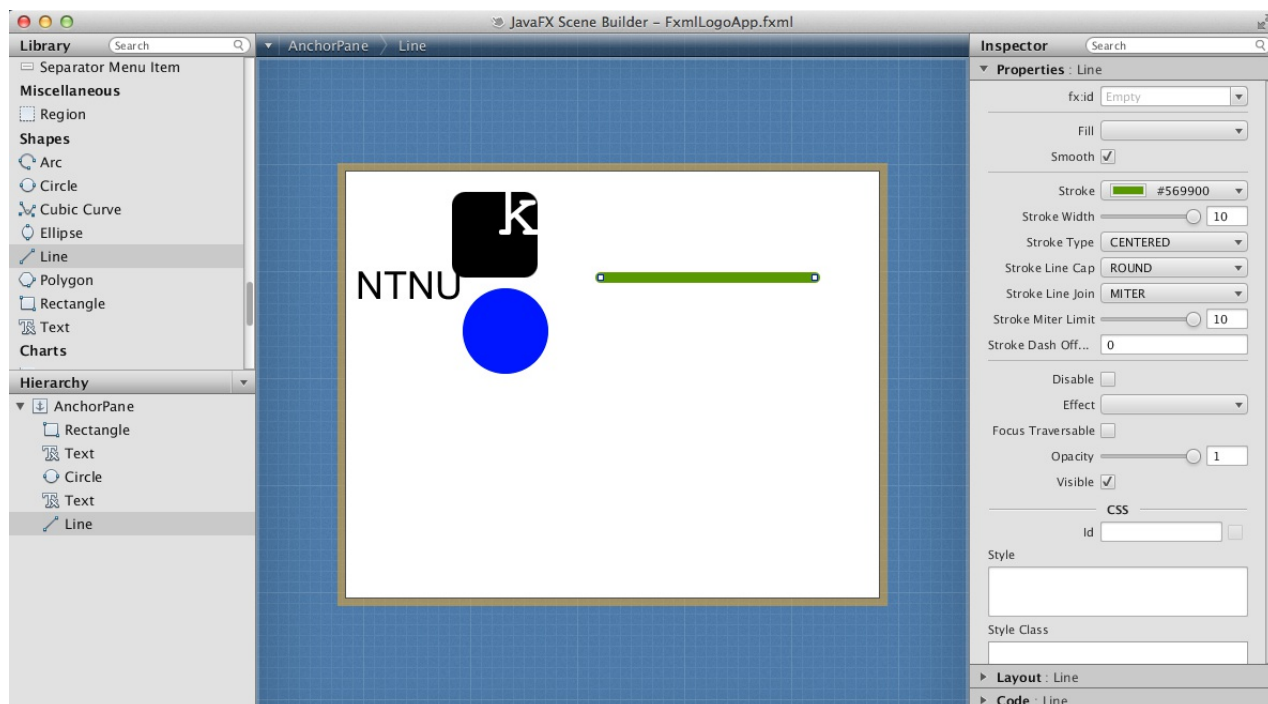 JavaFX Scene Builder – FxmlLogoApp.fxml
Library
Search
Separator Menu Item
Miscellaneous
Region
Shapes
Arc
Circle
Cubic Curve
Ellipse
Line
Polygon
Rectangle
Text
Charts
Hierarchy
AnchorPane
Rectangle
Text
Circle
Text
Line
AnchorPane
Line
k
NTNU
Inspector
Search
Properties : Line
fx:id Empty
Fill
Smooth
Stroke #569900
Stroke Width 10
Stroke Type CENTERED
Stroke Line Cap ROUND
Stroke Line Join MITER
Stroke Miter Limit 10
Stroke Dash Off... 0
Disable
Effect
Focus Traversable
Opacity 1
Visible
CSS
Id
Style
Style Class
Layout : Line
Code : Line